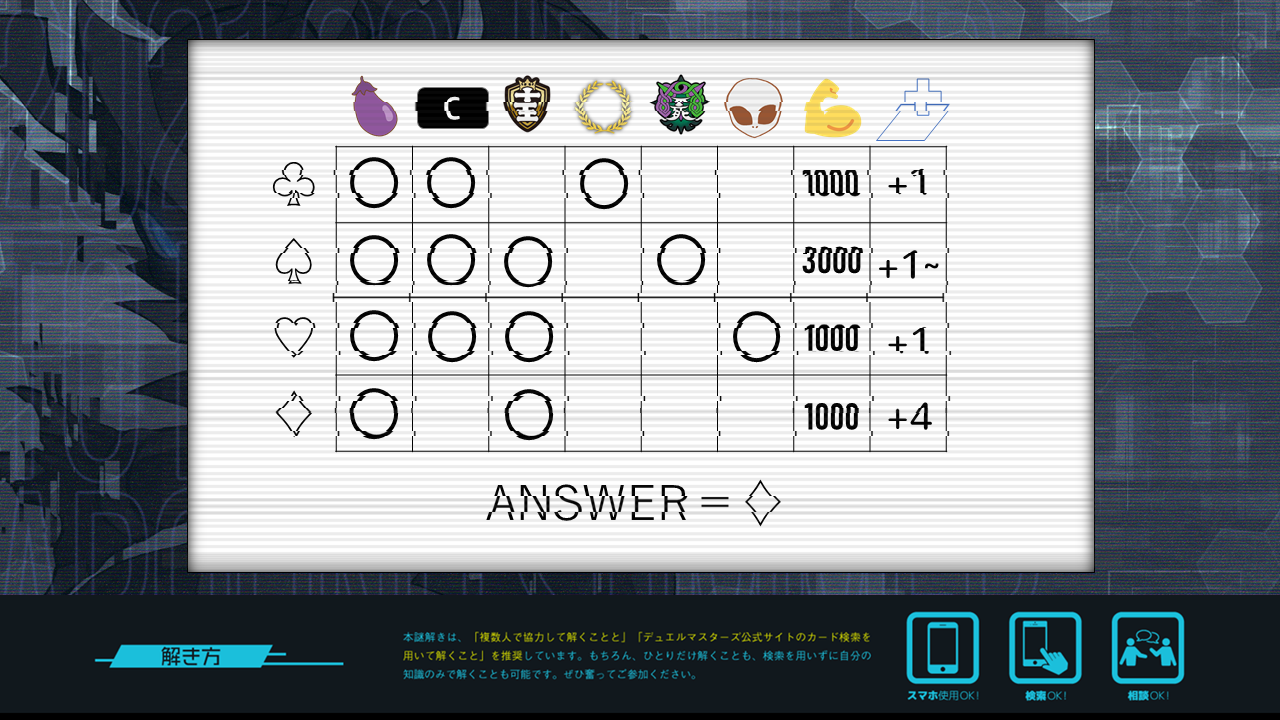 C
1000 +1
3000 +1~
1000 +1
1000 +4
ANSWER =
解き方
本謎解きは、「複数人で協力して解くことと」「デュエルマスターズ公式サイトのカード検索を
用いて解くこと」を推奨しています。もちろん、ひとりだけ解くことも、検索を用いずに自分の
知識のみで解くことも可能です。ぜひ奮ってご参加ください。
スマホ使用OK!
検索OK!
相談OK!